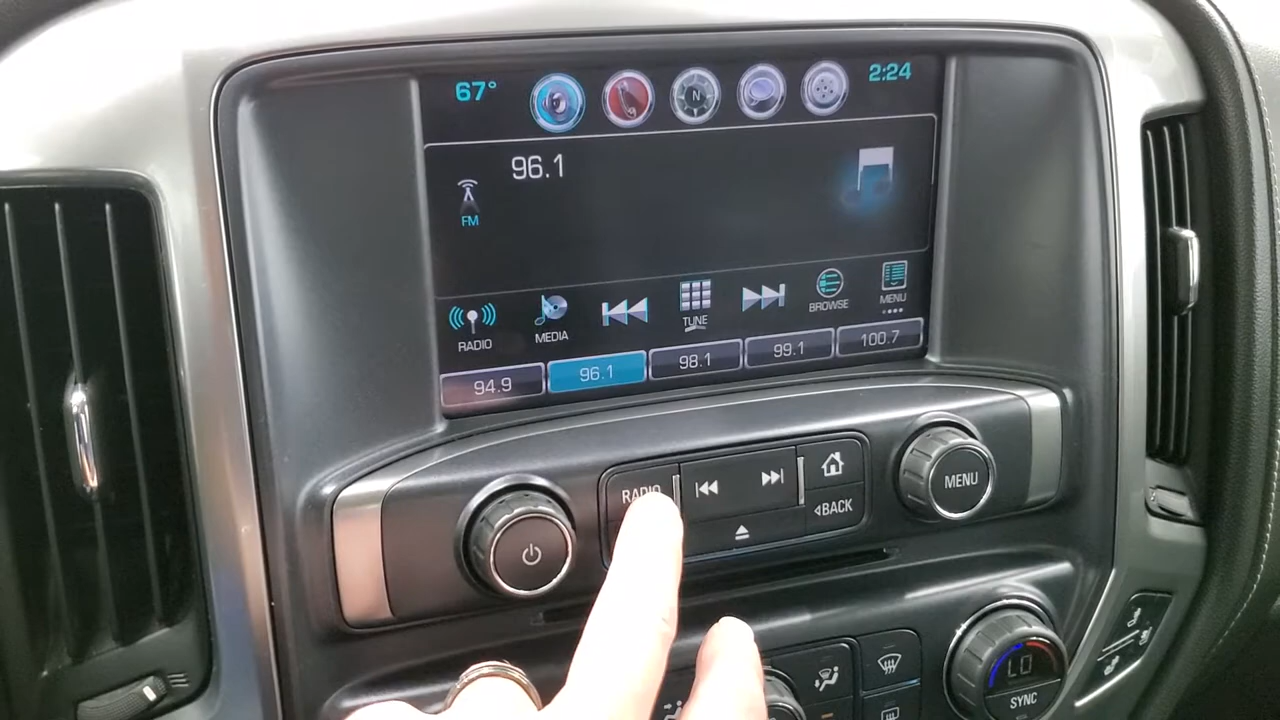 67° N 2:24
96.1
FM
RADIO MEDIA TUNE BROWSE MENU
94.9 96.1 98.1 99.1 100.7
RADIO
BACK
MENU
LO
SYNC